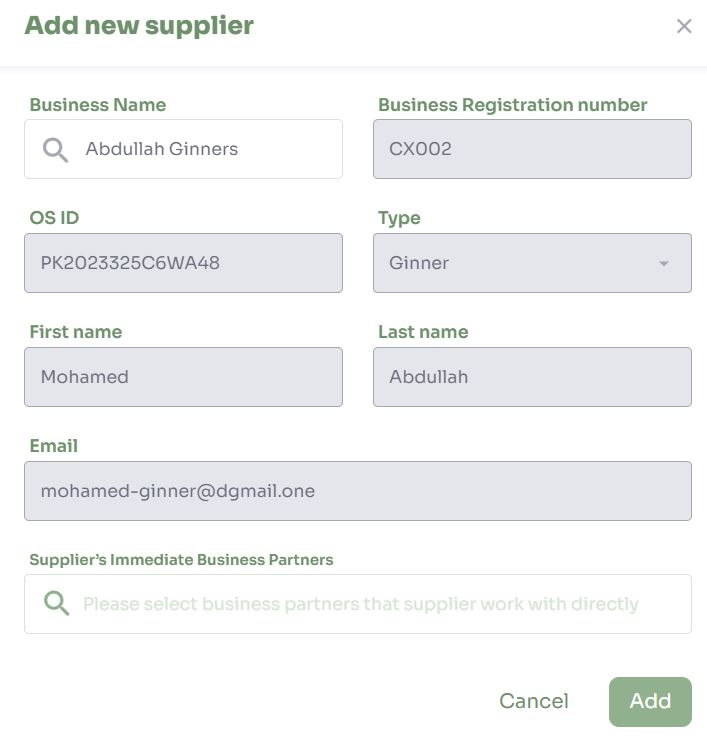 Add new supplier
Business Name
Business Registration number
Abdullah Ginners
CX002
OS ID
Type
PK2023325C6WA48
Ginner
First name
Last name
Mohamed
Abdullah
Email
mohamed-ginner@dgmail.one
Supplier’s Immediate Business Partners
Please select business partners that supplier work with directly
Cancel
Add